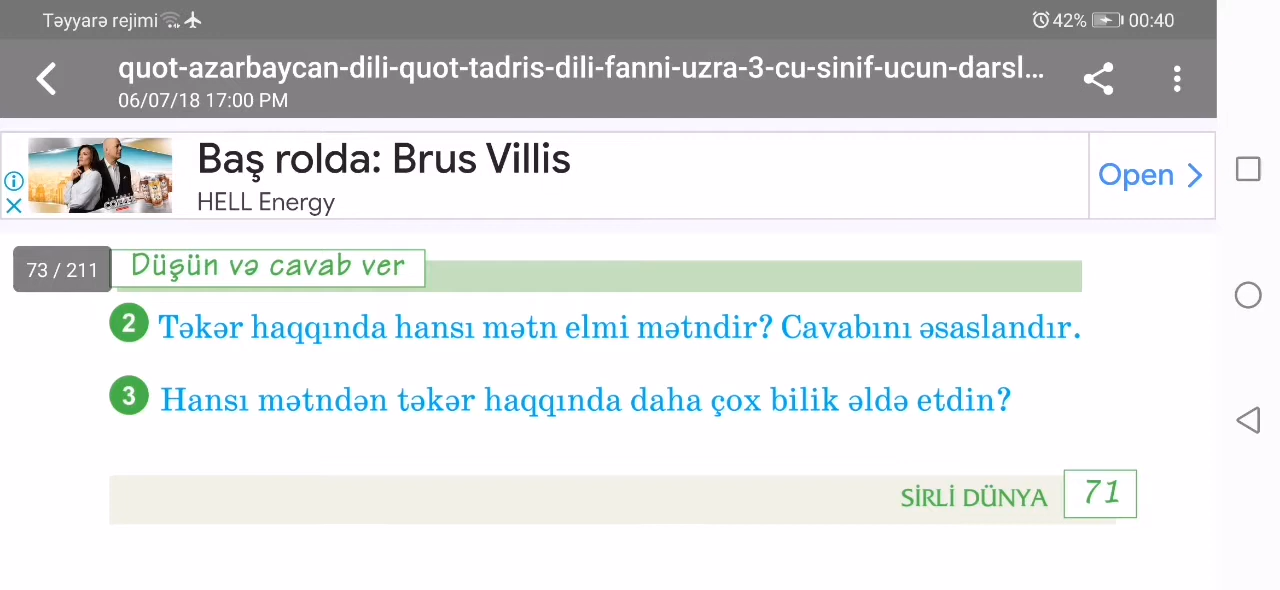 Təyyarə rejimi 42% 00:40
quot-azarbaycan-dili-quot-tadris-dili-fanni-uzra-3-cu-sinif-ucun-darsl...
06/07/18 17:00 PM
Baş rolda: Brus Villis
HELL Energy
Open
73 / 211
Düşün və cavab ver
2 Təkər haqqında hansı mətn elmi mətndir? Cavabını əsaslandır.
3 Hansı mətndən təkər haqqında daha çox bilik əldə etdin?
SİRLİ DÜNYA 71